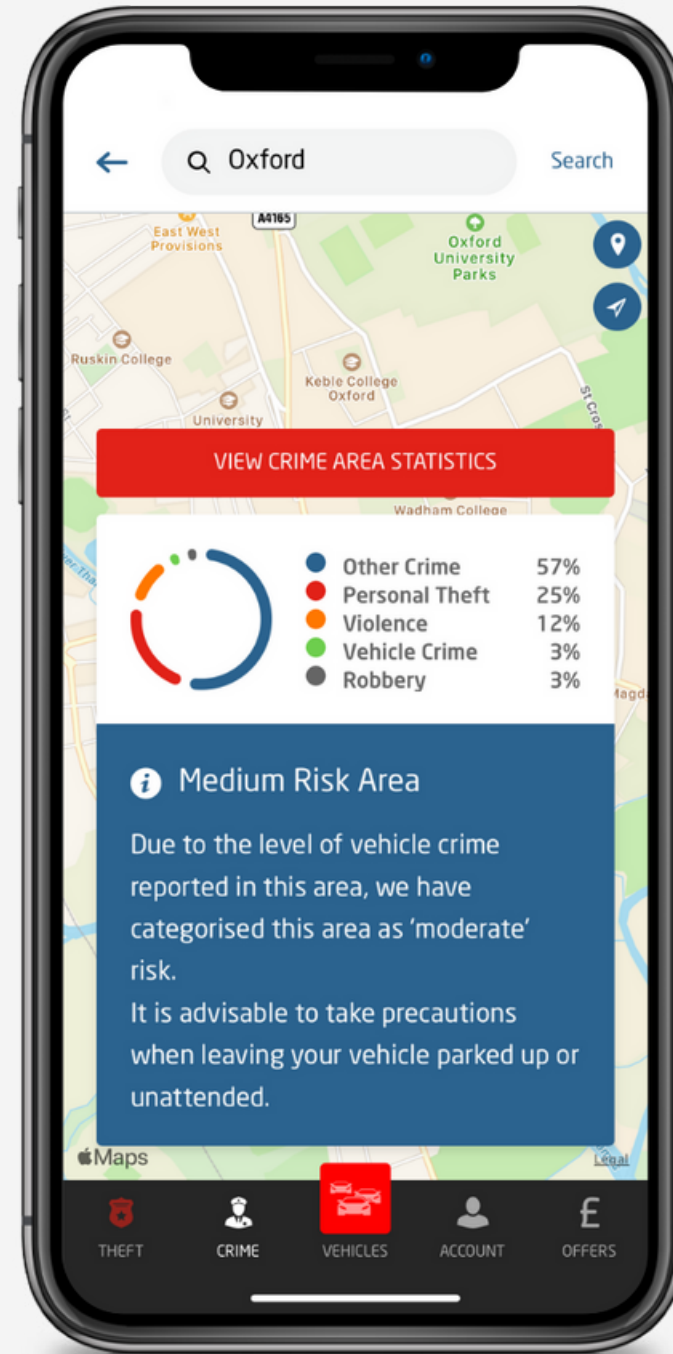 Oxford
Search
A4165
East West
Provisions
Oxford
University
Parks
Ruskin College
Keble College
Oxford
St Cros
University
VIEW CRIME AREA STATISTICS
Wadham College
Other Crime 57%
Personal Theft 25%
Violence 12%
Vehicle Crime 3%
Robbery 3%
Magd
Medium Risk Area
Due to the level of vehicle crime
reported in this area, we have
categorised this area as 'moderate'
risk.
It is advisable to take precautions
when leaving your vehicle parked up or
unattended.
Maps
Legal
THEFT
CRIME
VEHICLES
ACCOUNT
£
OFFERS